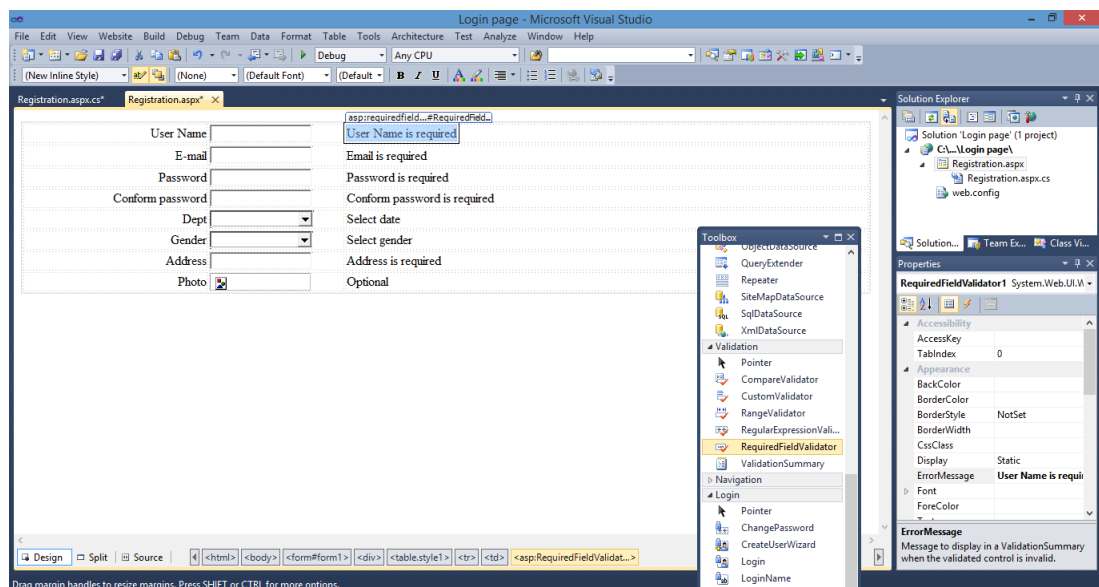 Login page - Microsoft Visual Studio
File Edit View Website Build Debug Team Data Format Table Tools Architecture Test Analyze Window Help
Debug Any CPU
(New Inline Style) (None) (Default Font) (Default B I U A
Registration.aspx.cs* Registration.aspx* ×
asp:requiredfield...#RequiredField...
User Name User Name is required
E-mail Email is required
Password Password is required
Conform password Conform password is required
Dept Select date
Gender Select gender
Address Address is required
Photo Optional
Design Split Source <html> <body> <form#form1> <div> <table.style1> <tr> <td> <asp:RequiredFieldValidat...>
Drag margin handles to resize margins. Press SHIFT or CTRL for more options.
Toolbox
ObjectDataSource
QueryExtender
Repeater
SiteMapDataSource
SqlDataSource
XmlDataSource
Validation
Pointer
CompareValidator
CustomValidator
RangeValidator
RegularExpressionVali...
RequiredFieldValidator
ValidationSummary
Navigation
Login
Pointer
ChangePassword
CreateUserWizard
Login
LoginName
Solution Explorer
Solution 'Login page' (1 project)
C:\...\Login page\
Registration.aspx
Registration.aspx.cs
web.config
Solution... Team Ex... Class Vi...
Properties
RequiredFieldValidator1 System.Web.UI.W
Accessibility
AccessKey
TabIndex 0
Appearance
BackColor
BorderColor
BorderStyle NotSet
BorderWidth
CssClass
Display Static
ErrorMessage User Name is requi
Font
ForeColor
ErrorMessage
Message to display in a ValidationSummary
when the validated control is invalid.